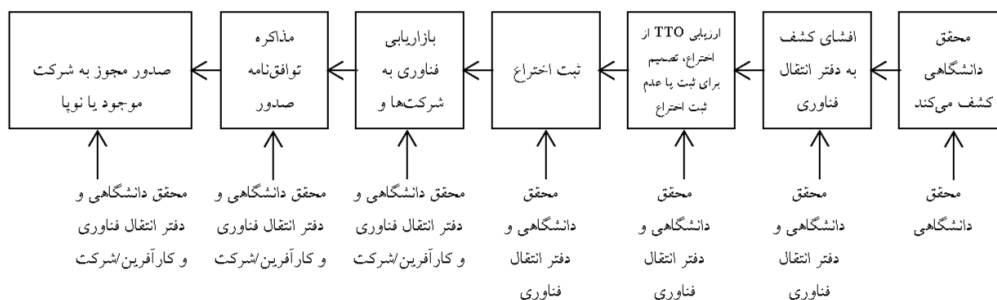 محقق
دانشگاهی
کشف می‌کند
افشای کشف
به دفتر انتقال
فناوری
ارزیابی TTO از
اختراع، تصمیم
برای ثبت یا عدم
ثبت اختراع
ثبت اختراع
بازاریابی
فناوری به
شرکت‌ها و
مذاکره
توافق‌نامه
صدور
صدور مجوز به شرکت
موجود یا نوپا
محقق
دانشگاهی
محقق
دانشگاهی و
دفتر انتقال
فناوری
محقق
دانشگاهی و
دفتر انتقال
فناوری
محقق
دانشگاهی و
دفتر انتقال
فناوری
محقق دانشگاهی و
دفتر انتقال فناوری
و کارآفرین/شرکت
محقق دانشگاهی و
دفتر انتقال فناوری
و کارآفرین/شرکت
محقق دانشگاهی و
دفتر انتقال فناوری
و کارآفرین/شرکت